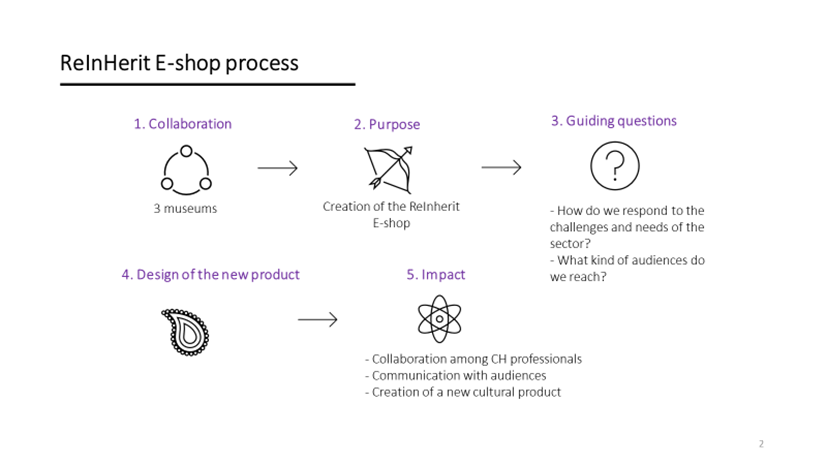 ReInHerit E-shop process
1. Collaboration
3 museums
2. Purpose
Creation of the ReInherit
E-shop
3. Guiding questions
?
- How do we respond to the
challenges and needs of the
sector?
- What kind of audiences do
we reach?
4. Design of the new product
5. Impact
- Collaboration among CH professionals
- Communication with audiences
- Creation of a new cultural product
2